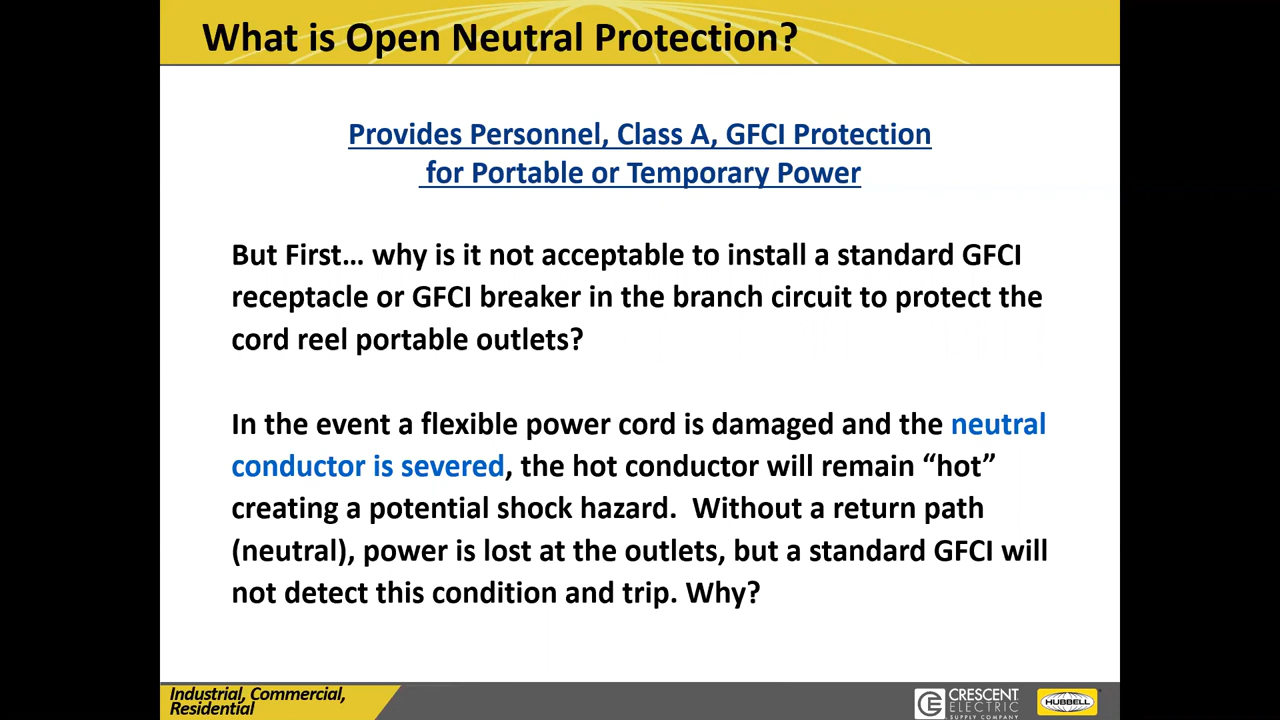 What is Open Neutral Protection?
Provides Personnel, Class A, GFCI Protection
for Portable or Temporary Power
But First… why is it not acceptable to install a standard GFCI
receptacle or GFCI breaker in the branch circuit to protect the
cord reel portable outlets?
In the event a flexible power cord is damaged and the neutral
conductor is severed, the hot conductor will remain “hot”
creating a potential shock hazard.  Without a return path
(neutral), power is lost at the outlets, but a standard GFCI will
not detect this condition and trip. Why?
Industrial, Commercial,
Residential
CRESCENT
ELECTRIC
SUPPLY COMPANY
HUBBELL